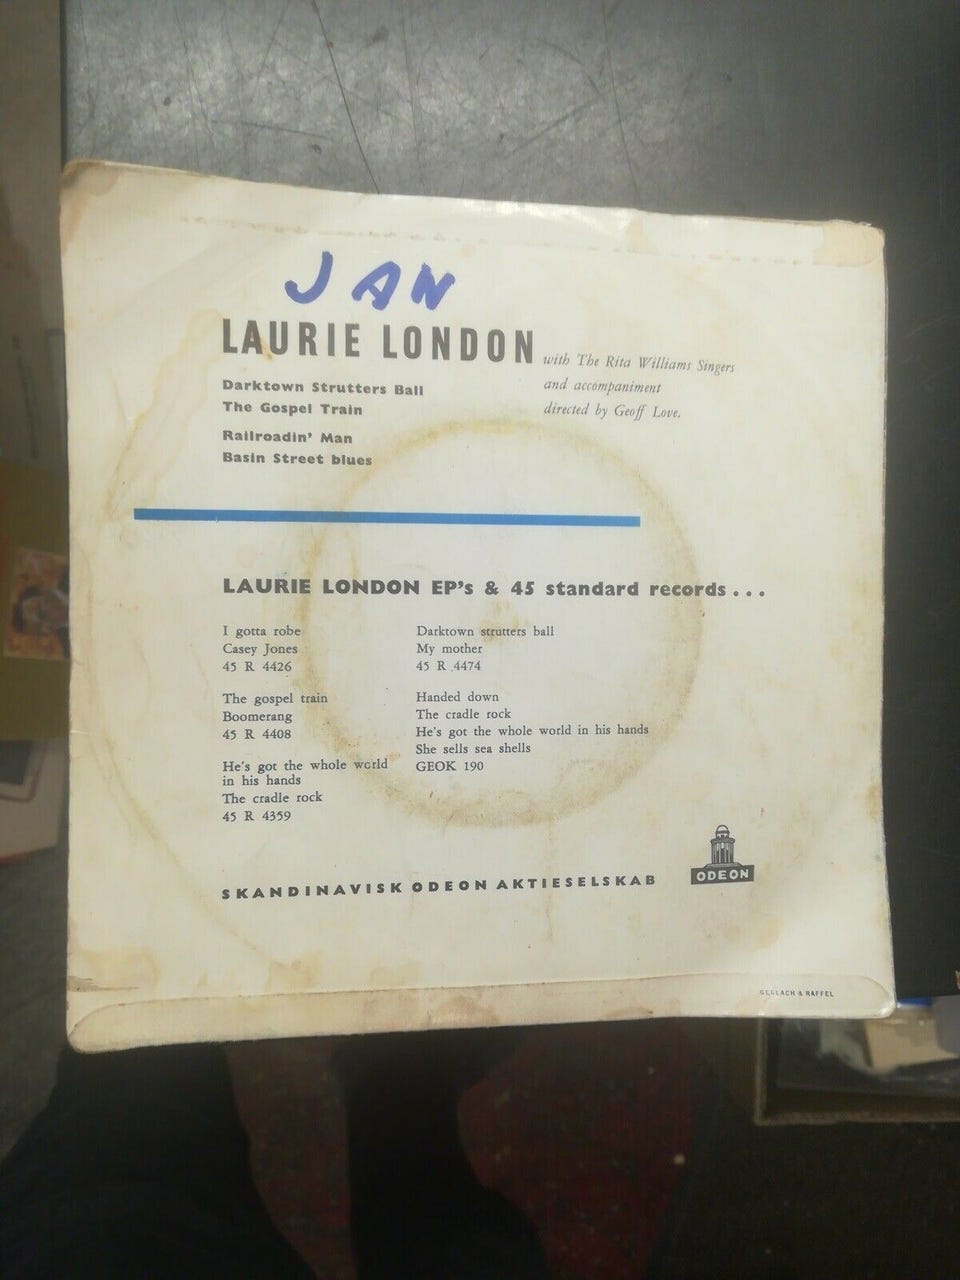 JAN
LAURIE LONDON with The Rita Williams Singers
and accompaniment
directed by Geoff Love.
Darktown Strutters Ball
The Gospel Train
Railroadin' Man
Basin Street blues
LAURIE LONDON EP's & 45 standard records...
I gotta robe
Casey Jones
45 R 4426
The gospel train
Boomerang
45 R 4408
He's got the whole world
in his hands
The cradle rock
45 R 4359
Darktown strutters ball
My mother
45 R 4474
Handed down
The cradle rock
He's got the whole world in his hands
She sells sea shells
GEOK 190
SKANDINAVISK ODEON AKTIESELSKAB
ODEON
GERLACH & RAFFEL